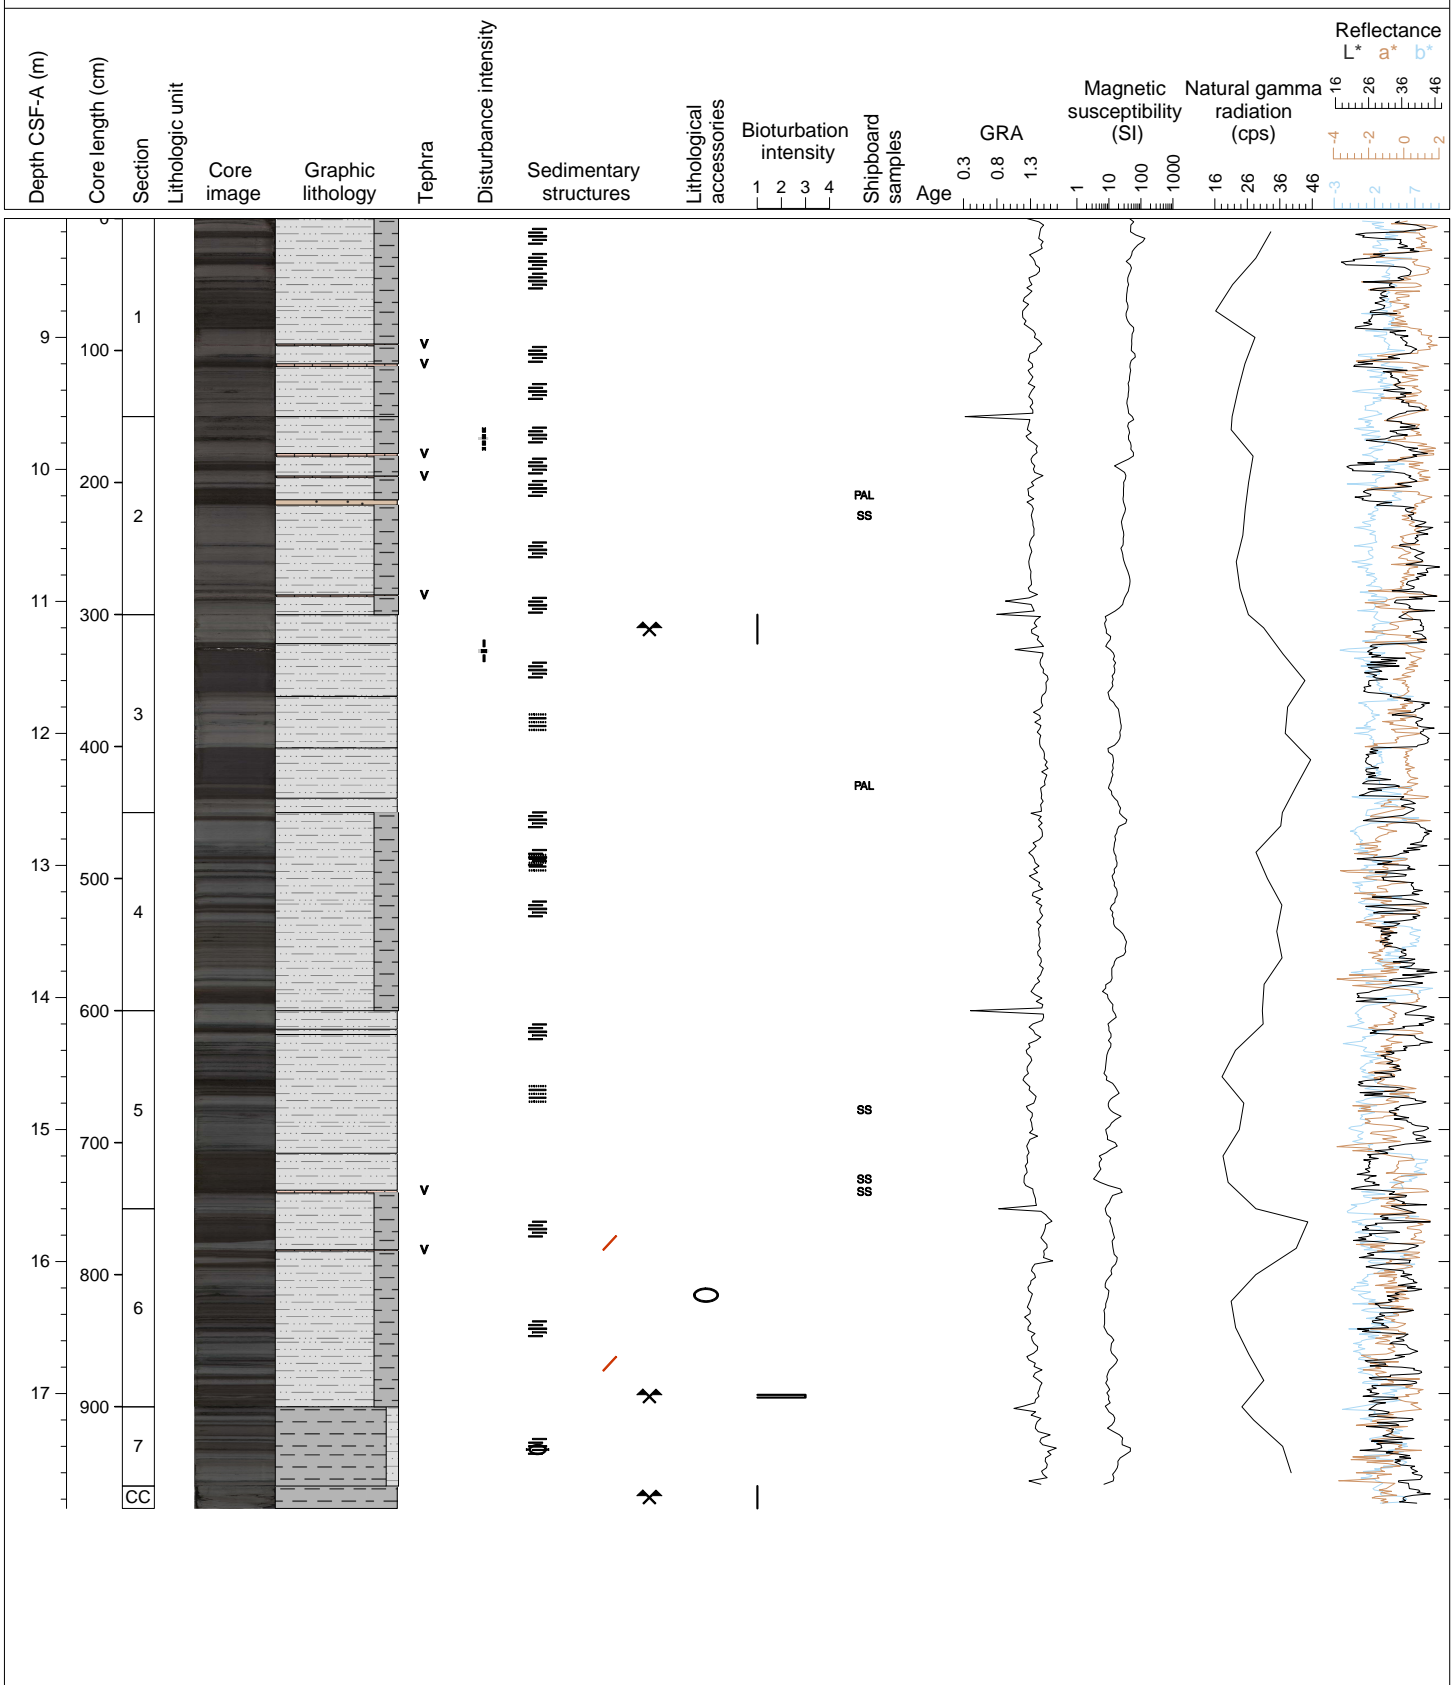 Depth CSF-A (m)
Core length (cm)
Section
Lithologic unit
Core
image
Graphic
lithology
Tephra
Disturbance intensity
Sedimentary
structures
Lithological
accessories
Bioturbation
intensity
1 2 3 4
Shipboard
samples
Age
GRA
0.3 0.8 1.3
Magnetic
susceptibility
(SI)
1 10 100 1000
Natural gamma
radiation
(cps)
16 26 36 46
Reflectance
L* a* b*
16 26 36 46
-4 -2 0 2
-3 2 7
0
1
9
V
100
V
V
10
V
200
PAL
2
SS
V
11
300
3
12
400
PAL
13
500
4
14
600
SS
5
15
700
SS
V
SS
V
16
800
6
17
900
7
CC